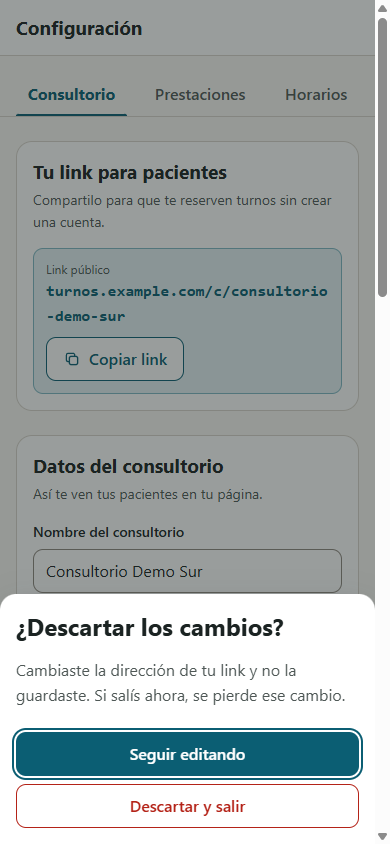 Configuración
Consultorio Prestaciones Horarios
Tu link para pacientes
Compartilo para que te reserven turnos sin crear
una cuenta.
Link público
turnos.example.com/c/consultorio
-demo-sur
Copiar link
Datos del consultorio
Así te ven tus pacientes en tu página.
Nombre del consultorio
Consultorio Demo Sur
¿Descartar los cambios?
Cambiaste la dirección de tu link y no la
guardaste. Si salís ahora, se pierde ese cambio.
Seguir editando
Descartar y salir